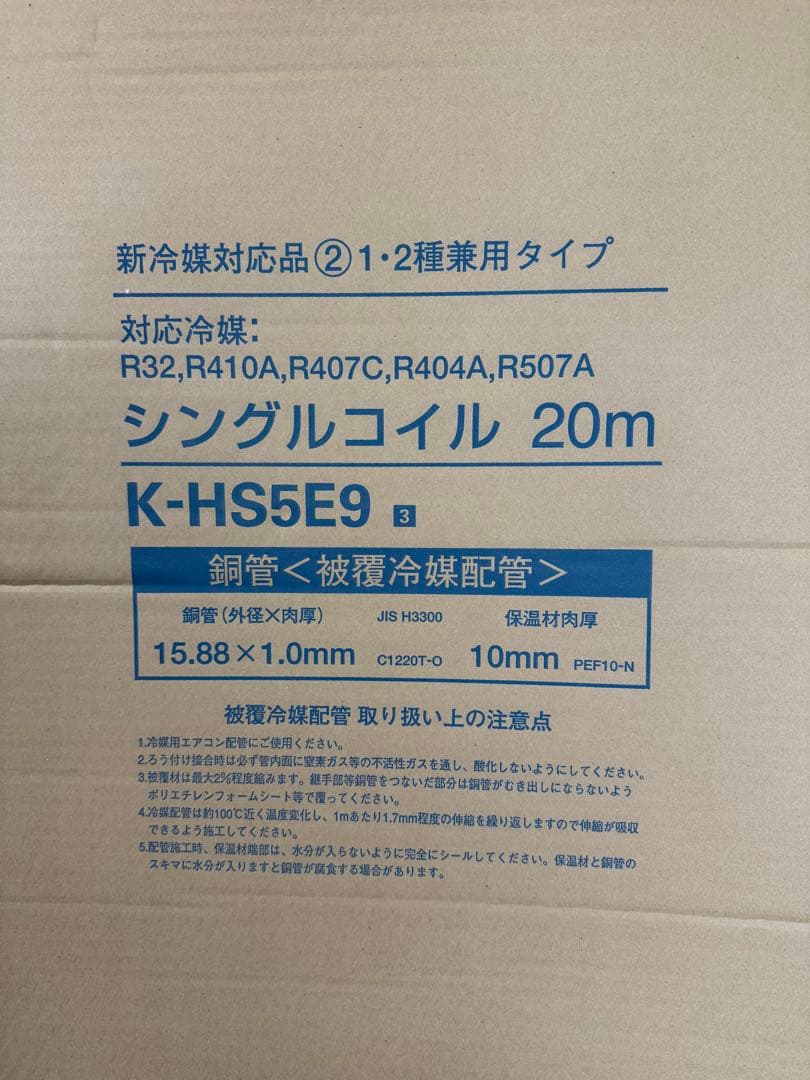 新冷媒対応品②1・2種兼用タイプ
対応冷媒：
R32,R410A,R407C,R404A,R507A
シングルコイル 20m
K-HS5E9 3
銅管＜被覆冷媒配管＞
銅管（外径×肉厚） JIS H3300 保温材肉厚
15.88×1.0mm C1220T-O 10mm PEF10-N
被覆冷媒配管 取り扱い上の注意点
1.冷媒用エアコン配管にご使用ください。
2.ろう付け接合時は必ず管内面に窒素ガス等の不活性ガスを通し、酸化しないようにしてください。
3.被覆材は最大2%程度縮みます。継手部等銅管をつないだ部分は銅管がむき出しにならないよう
ポリエチレンフォームシート等で覆ってください。
4.冷媒配管は約100℃近く温度変化し、1mあたり1.7mm程度の伸縮を繰り返しますので伸縮が吸収
できるよう施工してください。
5.配管施工時、保温材端部は、水分が入らないように完全にシールしてください。保温材と銅管の
スキマに水分が入りますと銅管が腐食する場合があります。